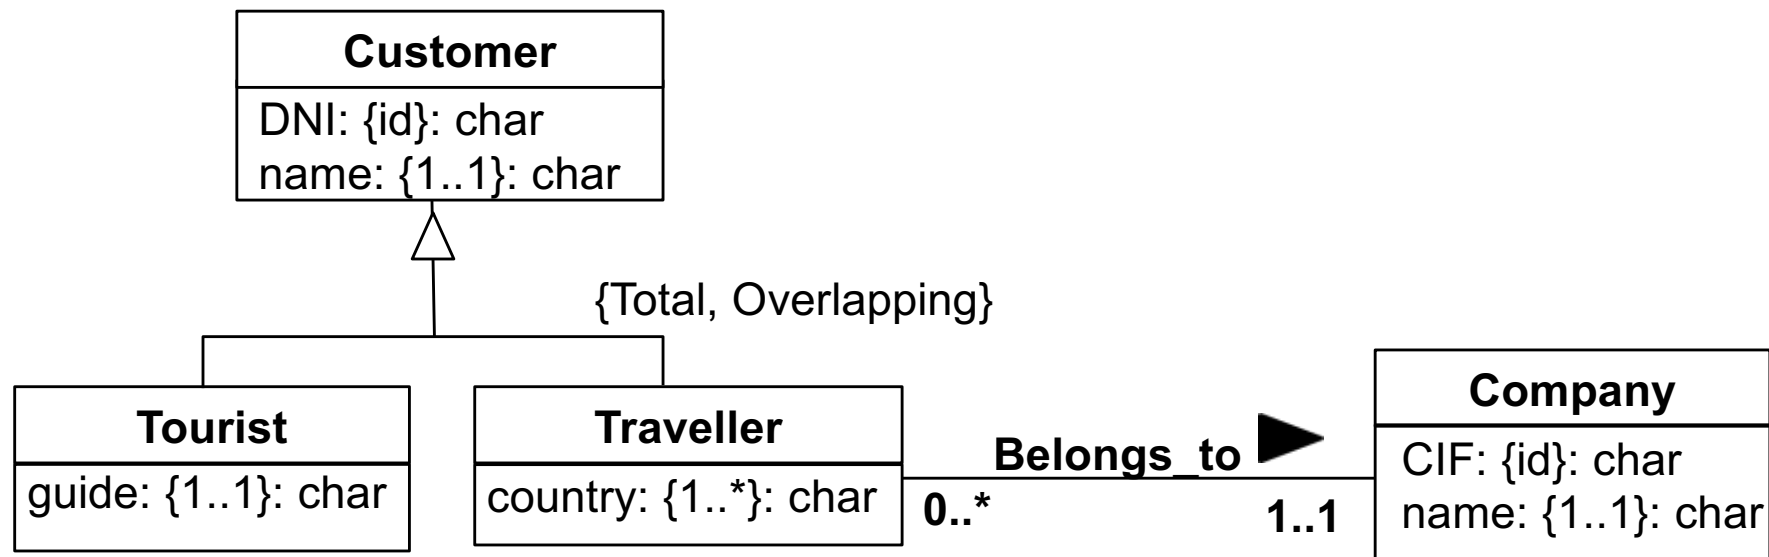 Customer
DNI: {id}: char
name: {1..1}: char
{Total, Overlapping}
Tourist
guide: {1..1}: char
Traveller
country: {1..*}: char
Belongs_to
0..*
1..1
Company
CIF: {id}: char
name: {1..1}: char